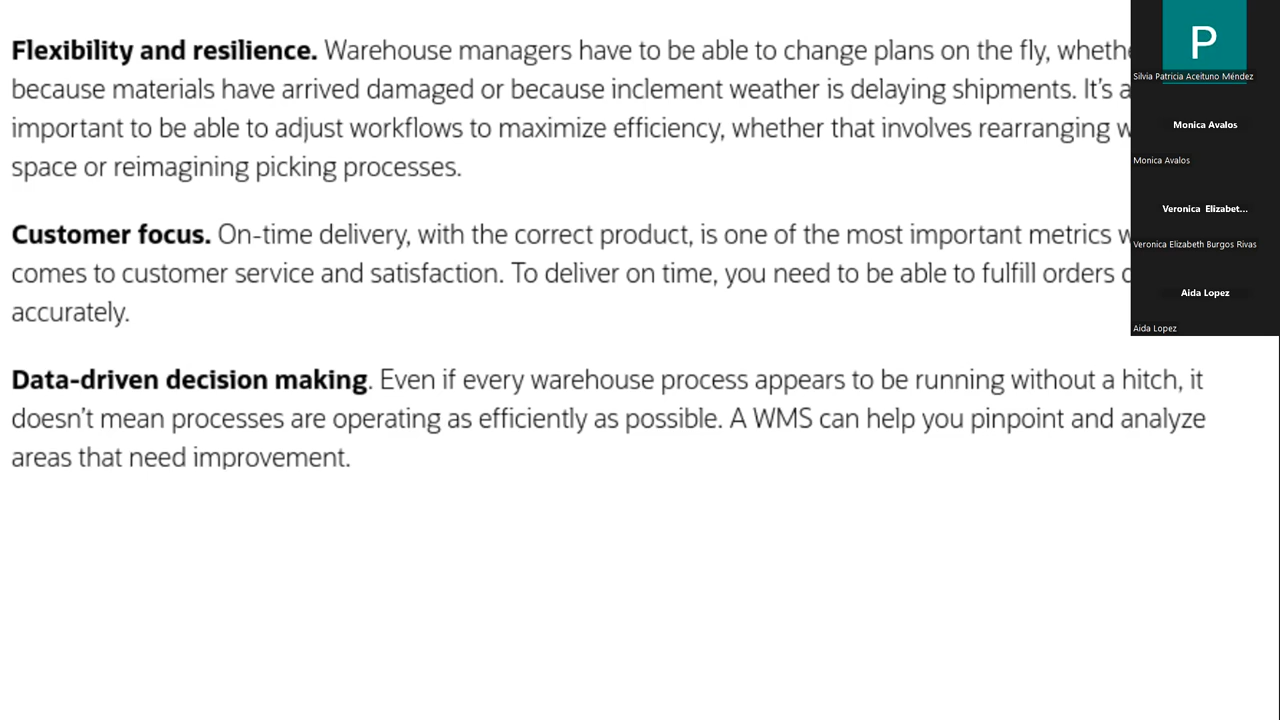 Flexibility and resilience. Warehouse managers have to be able to change plans on the fly,
because materials have arrived damaged or because inclement weather is delaying shipments. It's
important to be able to adjust workflows to maximize efficiency, whether that involves rearranging
space or reimagining picking processes.
Customer focus. On-time delivery, with the correct product, is one of the most important metrics
comes to customer service and satisfaction. To deliver on time, you need to be able to fulfill orders
accurately.
Data-driven decision making. Even if every warehouse process appears to be running without a hitch, it
doesn't mean processes are operating as efficiently as possible. A WMS can help you pinpoint and analyze
areas that need improvement.
P
Silvia Patricia Aceituno Méndez
Monica Avalos
Monica Avalos
Veronica Elizabet...
Veronica Elizabeth Burgos Rivas
Aida Lopez
Aida Lopez